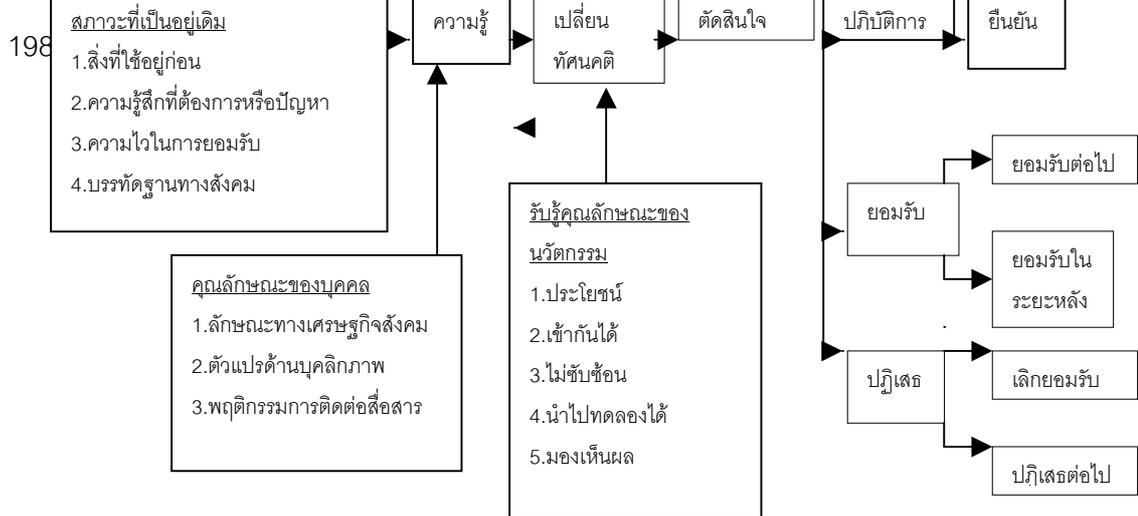 198
สภาวะที่เป็นอยู่เดิม
1.สิ่งที่ใช้อยู่ก่อน
2.ความรู้สึกที่ต้องการหรือปัญหา
3.ความไวในการยอมรับ
4.บรรทัดฐานทางสังคม
ความรู้
เปลี่ยน
ทัศนคติ
ตัดสินใจ
ปฏิบัติการ
ยืนยัน
คุณลักษณะของบุคคล
1.ลักษณะทางเศรษฐกิจสังคม
2.ตัวแปรด้านบุคลิกภาพ
3.พฤติกรรมการติดต่อสื่อสาร
รับรู้คุณลักษณะของ
นวัตกรรม
1.ประโยชน์
2.เข้ากันได้
3.ไม่ซับซ้อน
4.นำไปทดลองได้
5.มองเห็นผล
ยอมรับ
ยอมรับต่อไป
ยอมรับใน
ระยะหลัง
ปฏิเสธ
เลิกยอมรับ
ปฏิเสธต่อไป